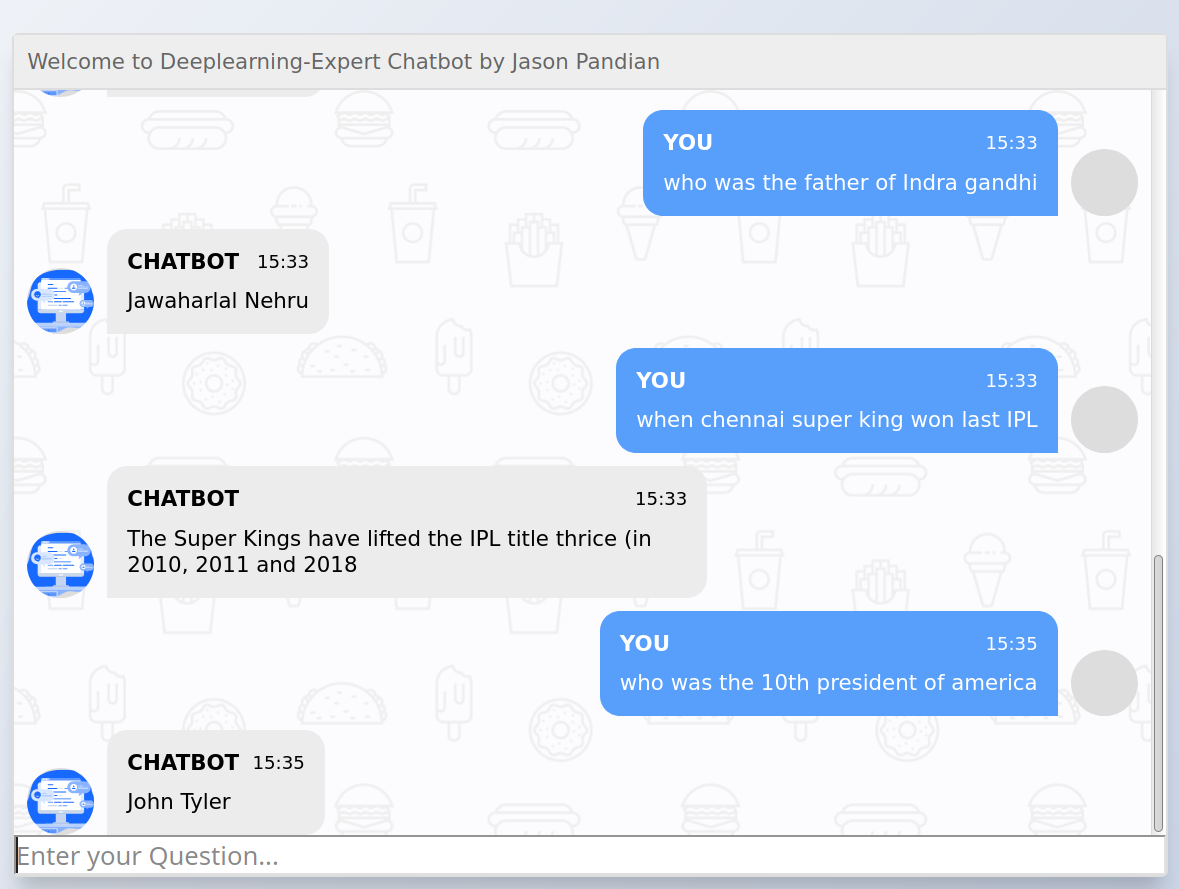 Welcome to Deeplearning-Expert Chatbot by Jason Pandian
YOU 15:33
who was the father of Indra gandhi
CHATBOT 15:33
Jawaharlal Nehru
YOU 15:33
when chennai super king won last IPL
CHATBOT 15:33
The Super Kings have lifted the IPL title thrice (in
2010, 2011 and 2018
YOU 15:35
who was the 10th president of america
CHATBOT 15:35
John Tyler
Enter your Question...